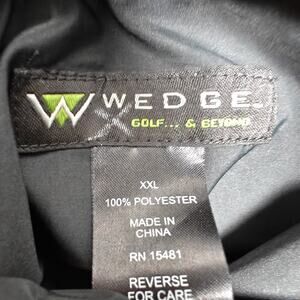 WEDGE
GOLF... & BEYOND
XXL
100% POLYESTER
MADE IN
CHINA
RN 15481
REVERSE
FOR CARE